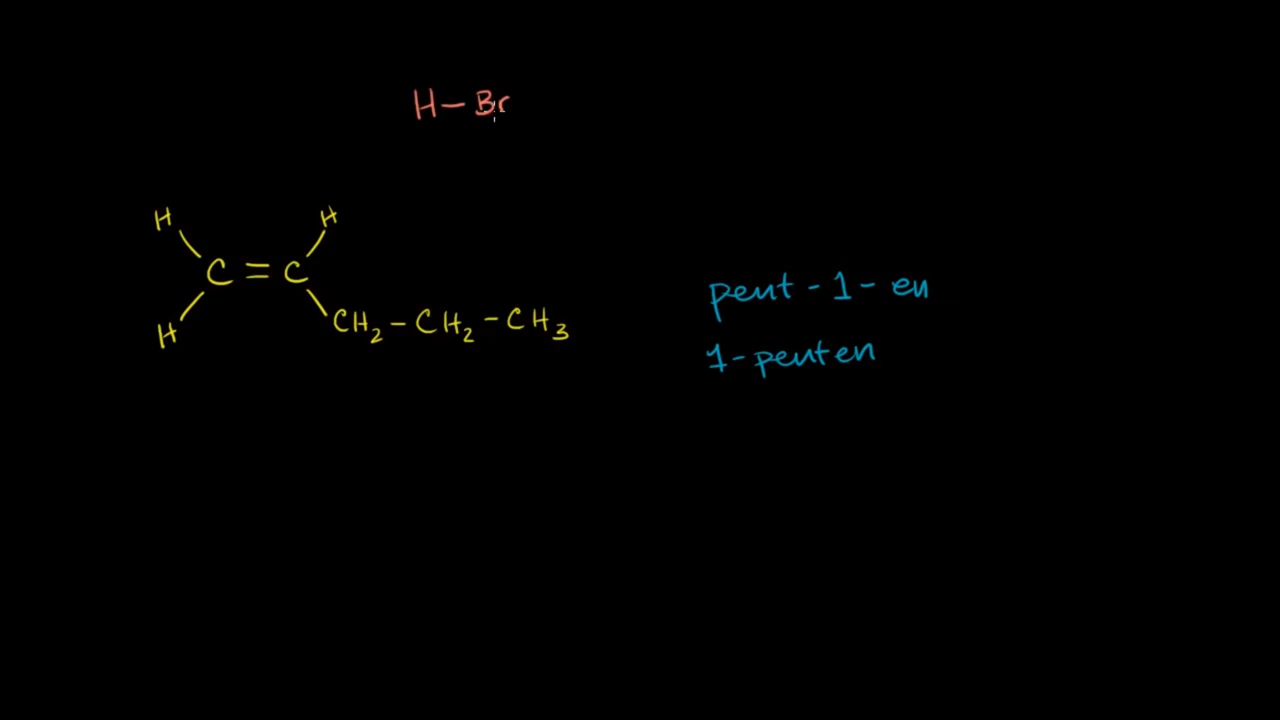 H-Br
H H
C=C
H CH₂-CH₂-CH₃
pent-1-en
1-penten